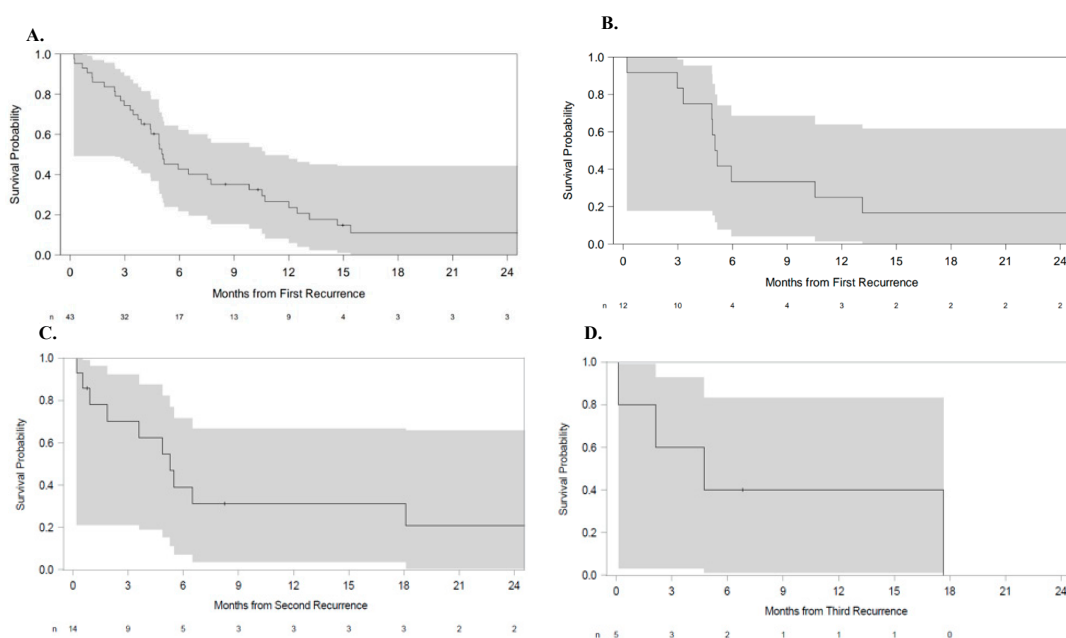 A.
1.0
0.8
0.6
0.4
0.2
0.0
Survival Probability
0 3 6 9 12 15 18 21 24
Months from First Recurrence
n 43 32 17 13 9 4 3 3 3
B.
1.0
0.8
0.6
0.4
0.2
0.0
Survival Probability
0 3 6 9 12 15 18 21 24
Months from First Recurrence
n 12 10 4 4 3 2 2 2 2
C.
1.0
0.8
0.6
0.4
0.2
0.0
Survival Probability
0 3 6 9 12 15 18 21 24
Months from Second Recurrence
n 14 9 5 3 3 3 3 2 2
D.
1.0
0.8
0.6
0.4
0.2
0.0
Survival Probability
0 3 6 9 12 15 18 21 24
Months from Third Recurrence
n 5 3 2 1 1 1 0